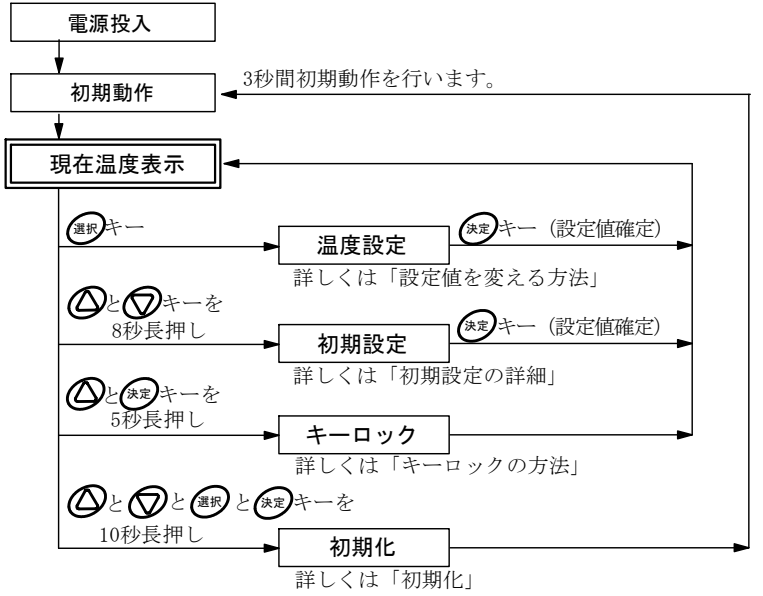 電源投入
初期動作
3秒間初期動作を行います。
現在温度表示
選択キー
温度設定
決定キー（設定値確定）
詳しくは「設定値を変える方法」
△と▽キーを
8秒長押し
初期設定
決定キー（設定値確定）
詳しくは「初期設定の詳細」
△と決定キーを
5秒長押し
キーロック
詳しくは「キーロックの方法」
△と▽と選択と決定キーを
10秒長押し
初期化
詳しくは「初期化」